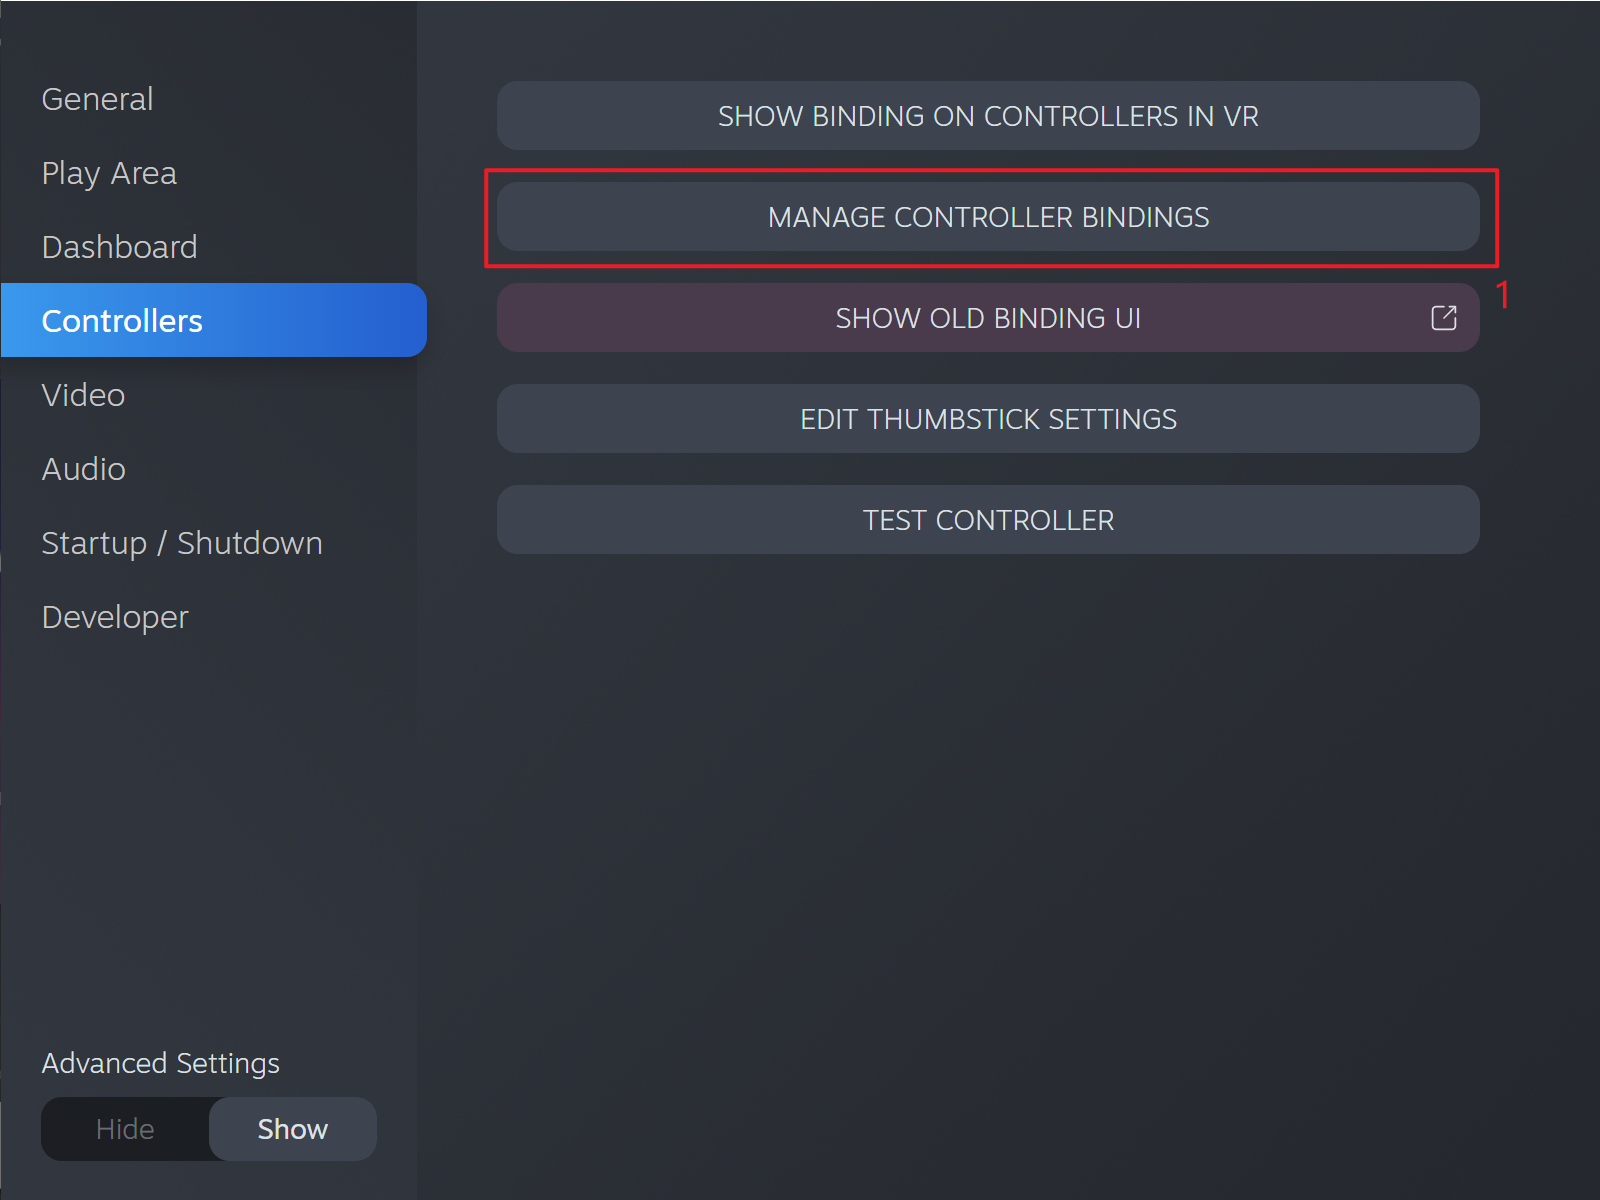 General
Play Area
Dashboard
Controllers
Video
Audio
Startup / Shutdown
Developer
Advanced Settings
Hide
Show
SHOW BINDING ON CONTROLLERS IN VR
MANAGE CONTROLLER BINDINGS
1
SHOW OLD BINDING UI
EDIT THUMBSTICK SETTINGS
TEST CONTROLLER